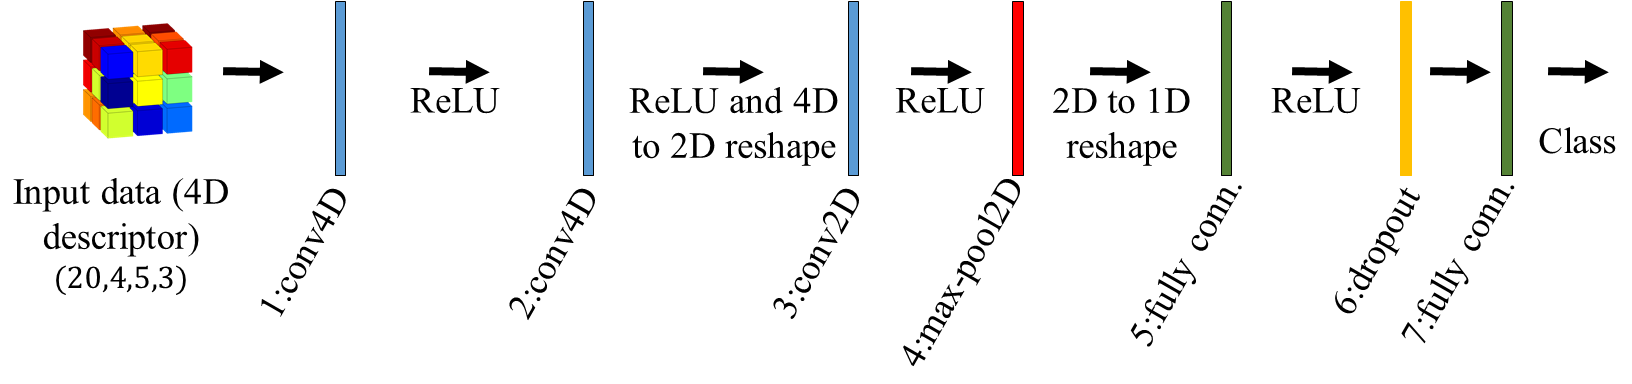 Input data (4D
descriptor)
(20,4,5,3)
1:conv4D
ReLU
2:conv4D
ReLU and 4D
to 2D reshape
3:conv2D
ReLU
4:max-pool2D
2D to 1D
reshape
5:fully conn.
ReLU
6:dropout
7:fully conn.
Class